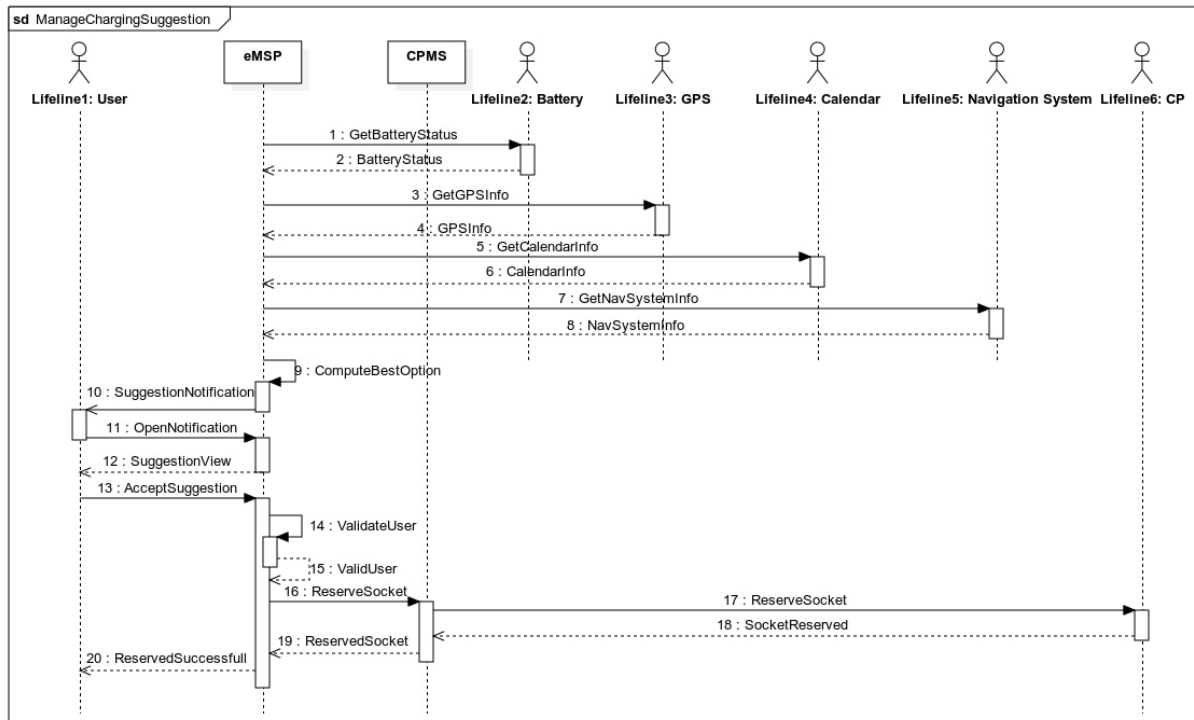 sd ManageChargingSuggestion
eMSP
CPMS
Lifeline1: User
Lifeline2: Battery
Lifeline3: GPS
Lifeline4: Calendar
Lifeline5: Navigation System
Lifeline6: CP
1 : GetBatteryStatus
2 : BatteryStatus
3 : GetGPSInfo
4 : GPSInfo
5 : GetCalendarInfo
6 : CalendarInfo
7 : GetNavSystemInfo
8 : NavSystemInfo
9 : ComputeBestOption
10 : SuggestionNotification
11 : OpenNotification
12 : SuggestionView
13 : AcceptSuggestion
14 : ValidateUser
15 : ValidUser
16 : ReserveSocket
17 : ReserveSocket
18 : SocketReserved
19 : ReservedSocket
20 : ReservedSuccessfull